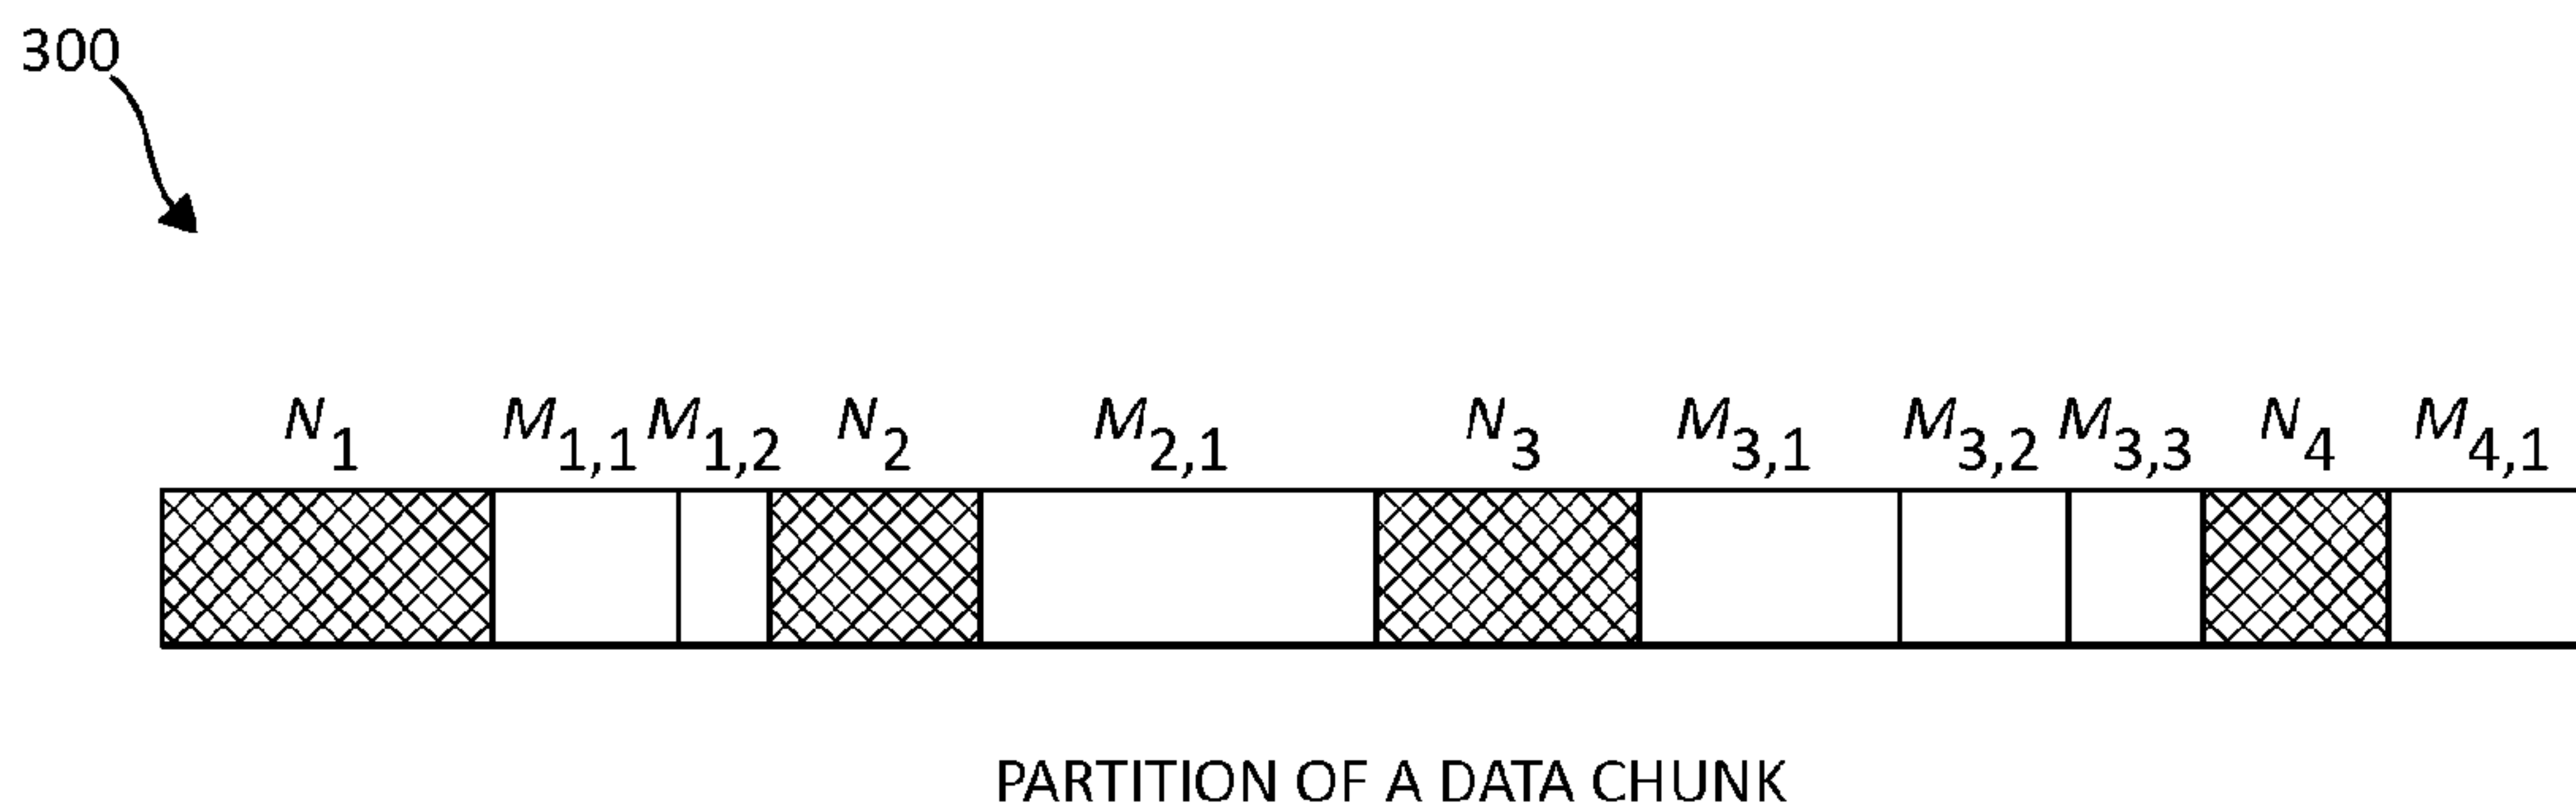 300
N1 M1,1 M1,2 N2 M2,1 N3 M3,1 M3,2 M3,3 N4 M4,1
PARTITION OF A DATA CHUNK